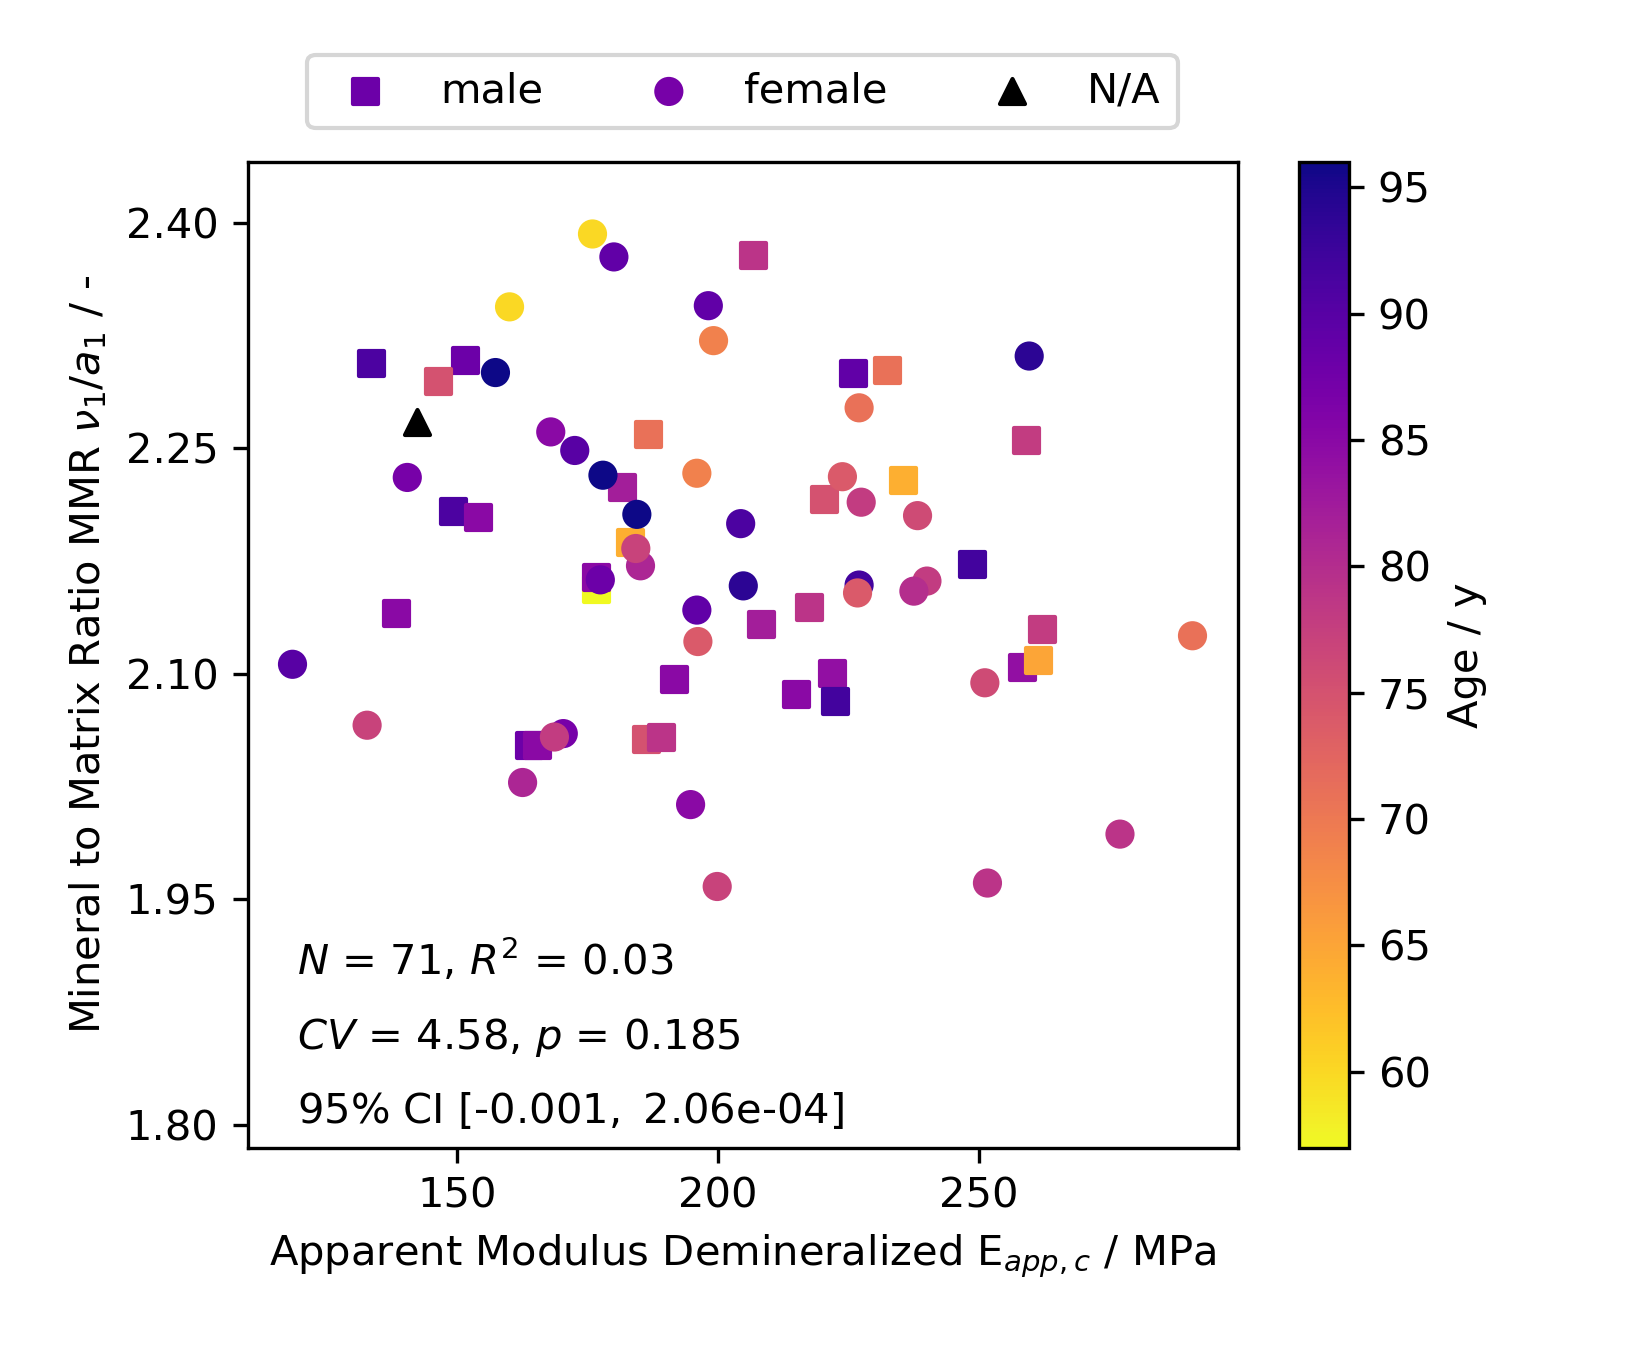 male female N/A
2.40
2.25
2.10
1.95
1.80
Mineral to Matrix Ratio MMR ν₁/a₁ / -
N = 71, R² = 0.03
CV = 4.58, p = 0.185
95% CI [-0.001, 2.06e-04]
150 200 250
Apparent Modulus Demineralized E_app,c / MPa
95
90
85
80
75
70
65
60
Age / y